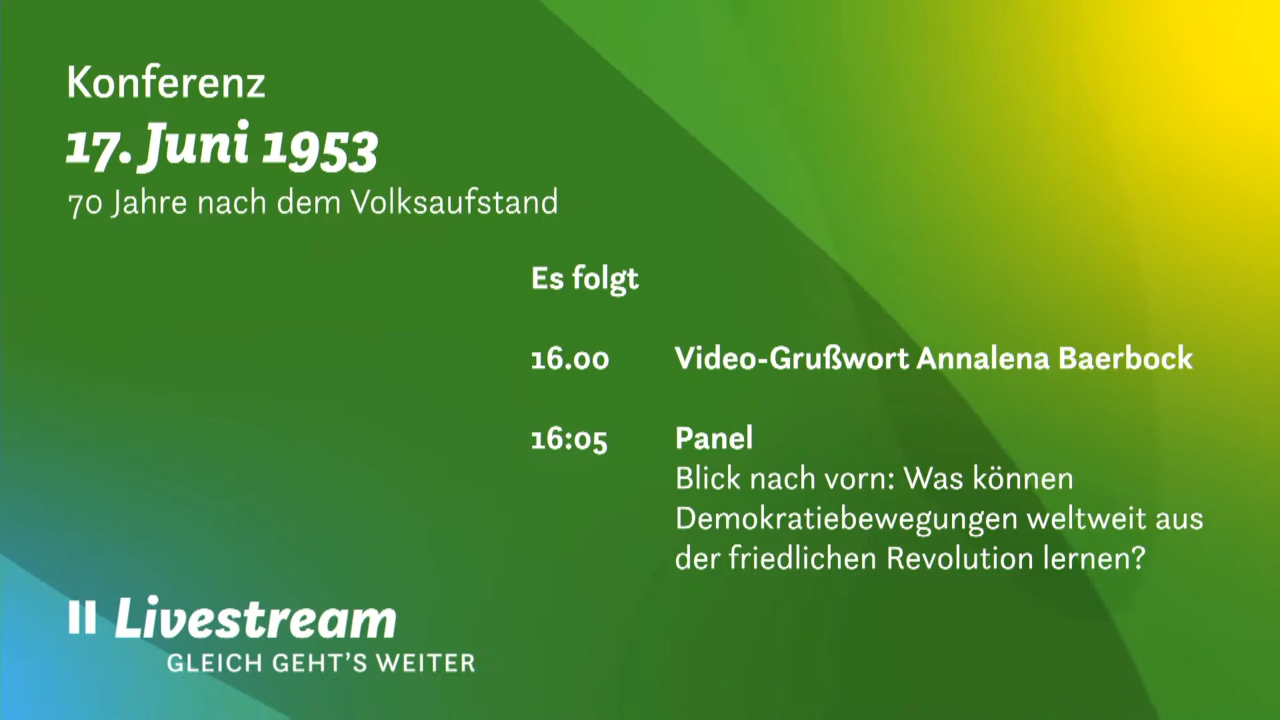 Konferenz
17. Juni 1953
70 Jahre nach dem Volksaufstand
Es folgt
16.00 Video-Grußwort Annalena Baerbock
16:05 Panel
Blick nach vorn: Was können
Demokratiebewegungen weltweit aus
der friedlichen Revolution lernen?
Livestream
GLEICH GEHT'S WEITER